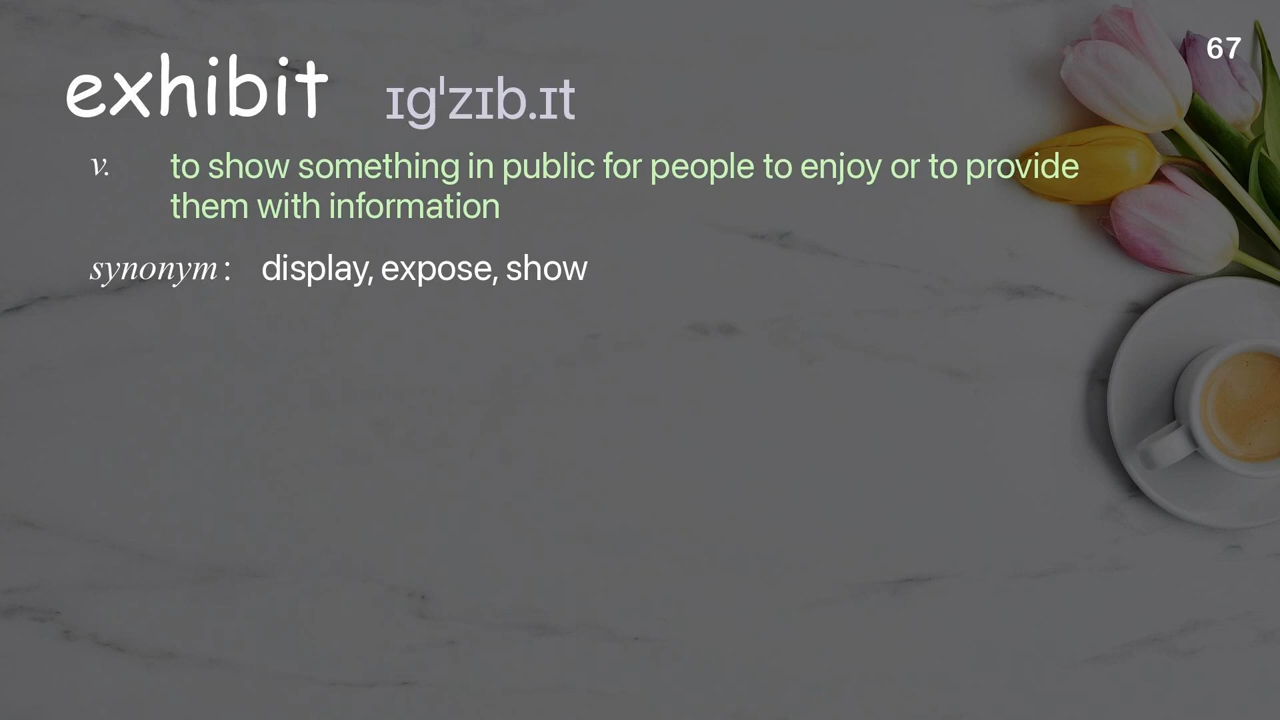 67
exhibit ɪɡˈzɪb.ɪt
v. to show something in public for people to enjoy or to provide
them with information
synonym: display, expose, show